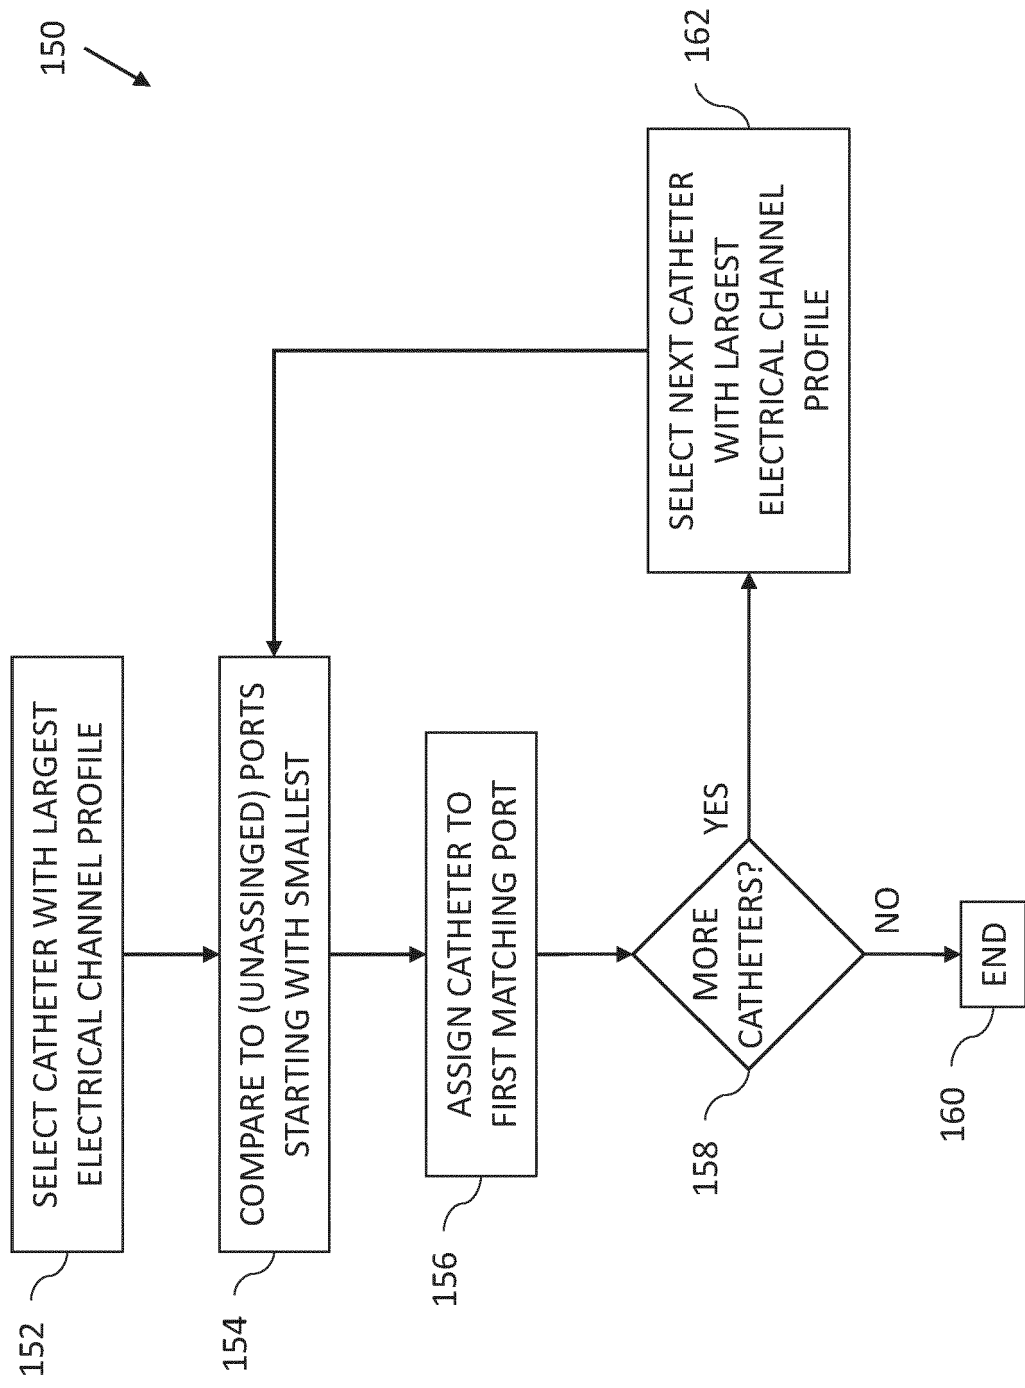 150
152
SELECT CATHETER WITH LARGEST
ELECTRICAL CHANNEL PROFILE
154
COMPARE TO (UNASSINGED) PORTS
STARTING WITH SMALLEST
156
ASSIGN CATHETER TO
FIRST MATCHING PORT
158
MORE
CATHETERS?
YES
NO
162
SELECT NEXT CATHETER
WITH LARGEST
ELECTRICAL CHANNEL
PROFILE
160
END